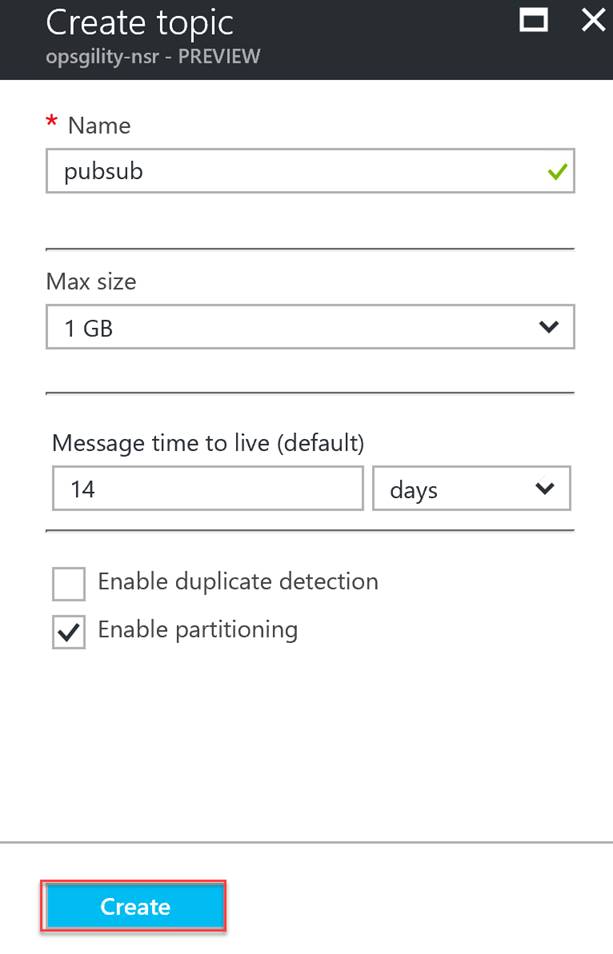 Create topic
opsgility-nsr - PREVIEW
* Name
pubsub
Max size
1 GB
Message time to live (default)
14 days
Enable duplicate detection
Enable partitioning
Create